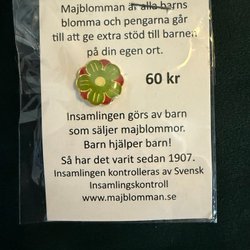 Majblomman är alla barns
blomma och pengarna går
till att ge extra stöd till barnen
på din egen ort.
60 kr
Insamlingen görs av barn
som säljer majblommor.
Barn hjälper barn!
Så har det varit sedan 1907.
Insamlingen kontrolleras av Svensk
Insamlingskontroll
www.majblomman.se